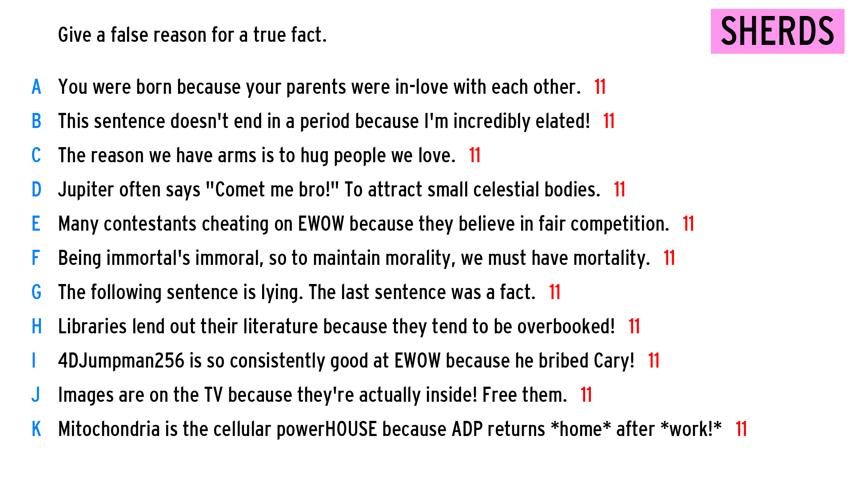 Give a false reason for a true fact.
SHERDS
A You were born because your parents were in-love with each other. 11
B This sentence doesn't end in a period because I'm incredibly elated! 11
C The reason we have arms is to hug people we love. 11
D Jupiter often says "Comet me bro!" To attract small celestial bodies. 11
E Many contestants cheating on EWOW because they believe in fair competition. 11
F Being immortal's immoral, so to maintain morality, we must have mortality. 11
G The following sentence is lying. The last sentence was a fact. 11
H Libraries lend out their literature because they tend to be overbooked! 11
I 4DJumpman256 is so consistently good at EWOW because he bribed Cary! 11
J Images are on the TV because they're actually inside! Free them. 11
K Mitochondria is the cellular powerHOUSE because ADP returns *home* after *work!* 11